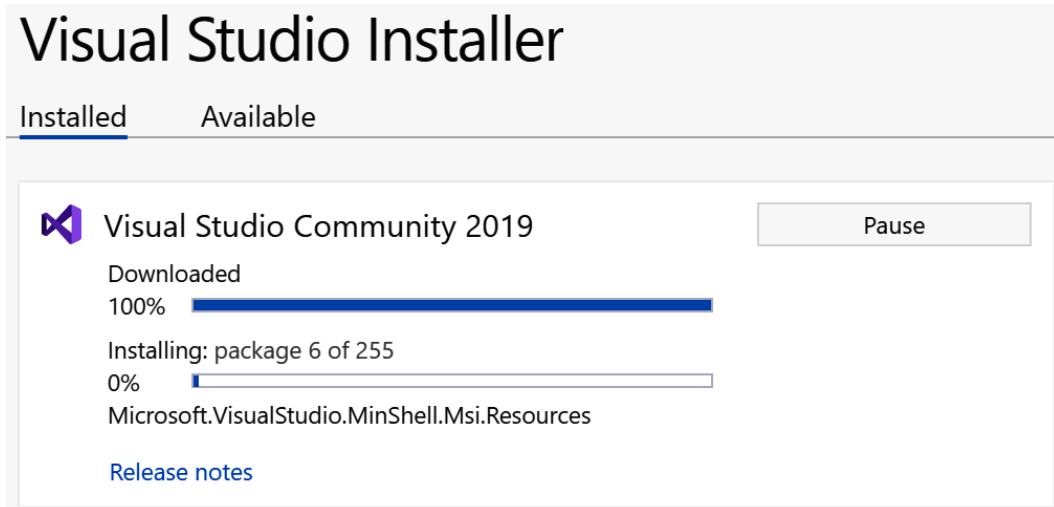 Visual Studio Installer
Installed Available
Visual Studio Community 2019 Pause
Downloaded
100%
Installing: package 6 of 255
0%
Microsoft.VisualStudio.MinShell.Msi.Resources
Release notes